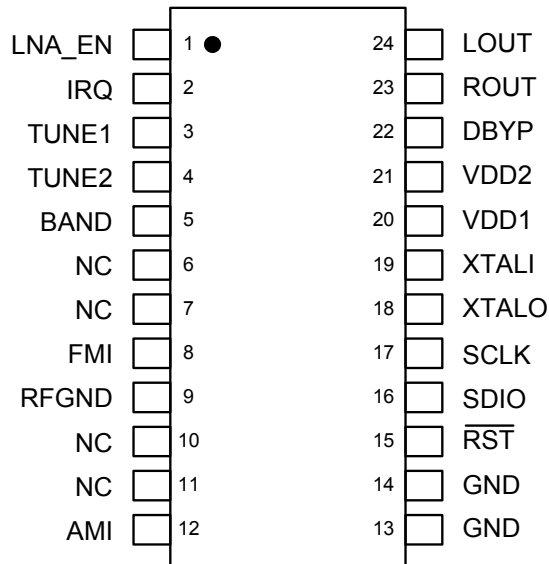 LNA_EN 1 24 LOUT
IRQ 2 23 ROUT
TUNE1 3 22 DBYP
TUNE2 4 21 VDD2
BAND 5 20 VDD1
NC 6 19 XTALI
NC 7 18 XTALO
FMI 8 17 SCLK
RFGND 9 16 SDIO
NC 10 15 RST
NC 11 14 GND
AMI 12 13 GND